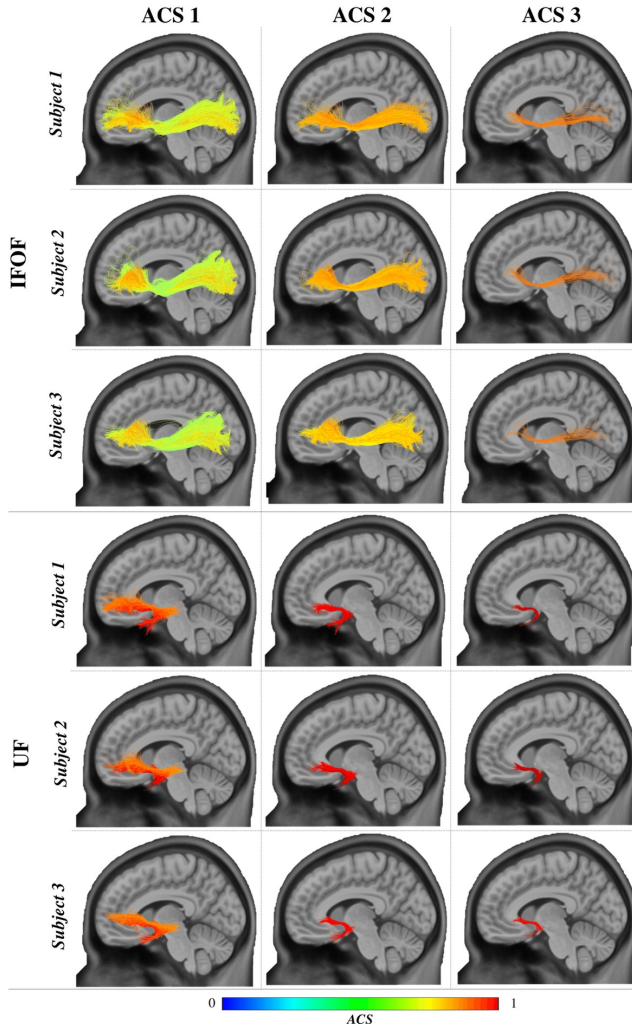 ACS 1 ACS 2 ACS 3
IFOF
Subject 1
Subject 2
Subject 3
UF
Subject 1
Subject 2
Subject 3
0 1
ACS